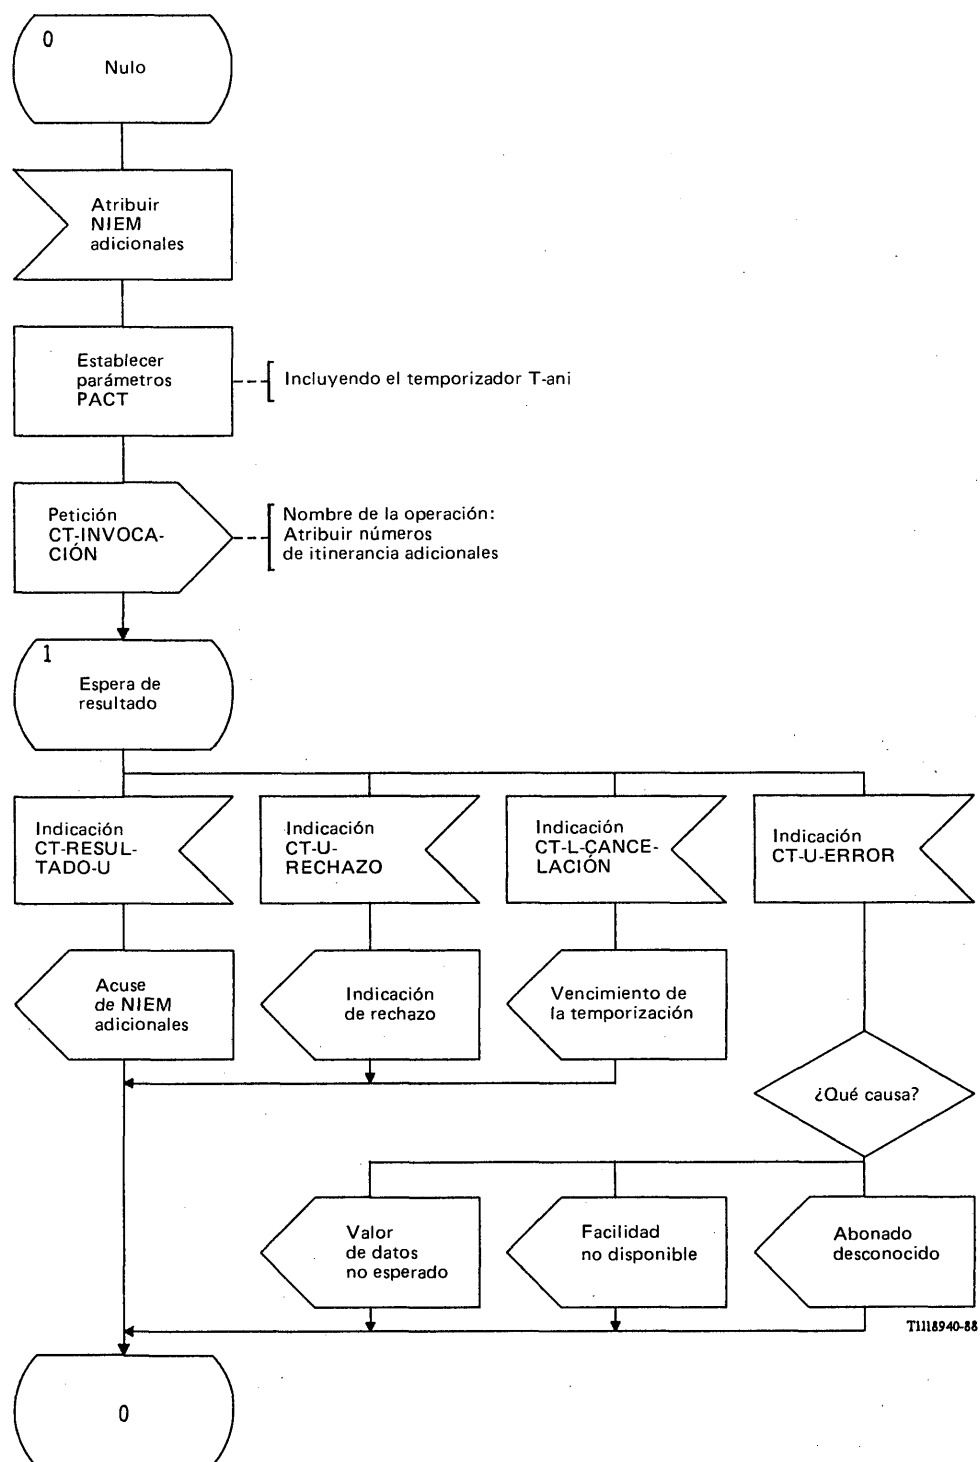 0
Nulo
Atribuir
NIEM
adicionales
Establecer
parámetros
PACT
Incluyendo el temporizador T-ani
Petición
CT-INVOCA-
CIÓN
Nombre de la operación:
Atribuir números
de itinerancia adicionales
1
Espera de
resultado
Indicación
CT-RESUL-
TADO-U
Indicación
CT-U-
RECHAZO
Indicación
CT-L-CANCE-
LACIÓN
Indicación
CT-U-ERROR
Acuse
de NIEM
adicionales
Indicación
de rechazo
Vencimiento de
la temporización
¿Qué causa?
Valor
de datos
no esperado
Facilidad
no disponible
Abonado
desconocido
T1118940-88
0